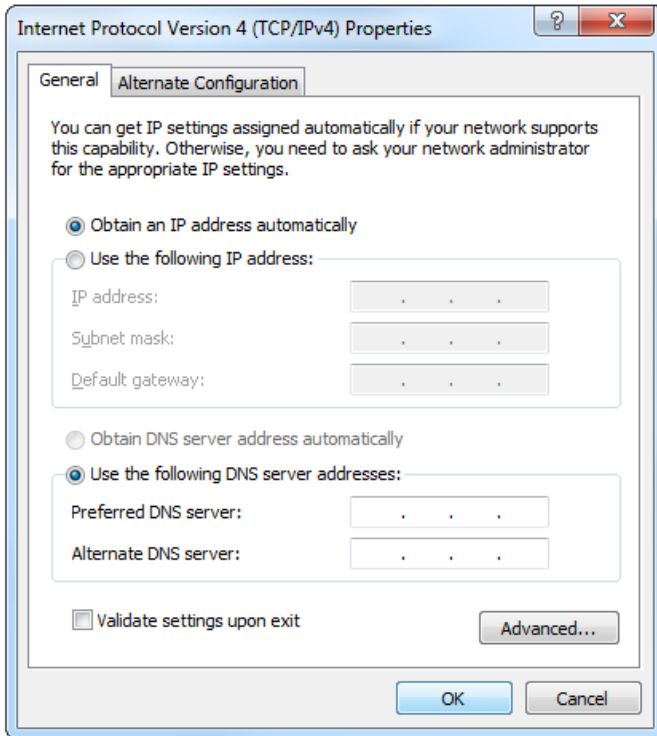 Internet Protocol Version 4 (TCP/IPv4) Properties
General
Alternate Configuration
You can get IP settings assigned automatically if your network supports
this capability. Otherwise, you need to ask your network administrator
for the appropriate IP settings.
Obtain an IP address automatically
Use the following IP address:
IP address:
. . .
Subnet mask:
. . .
Default gateway:
. . .
Obtain DNS server address automatically
Use the following DNS server addresses:
Preferred DNS server:
. . .
Alternate DNS server:
. . .
Validate settings upon exit
Advanced...
OK
Cancel